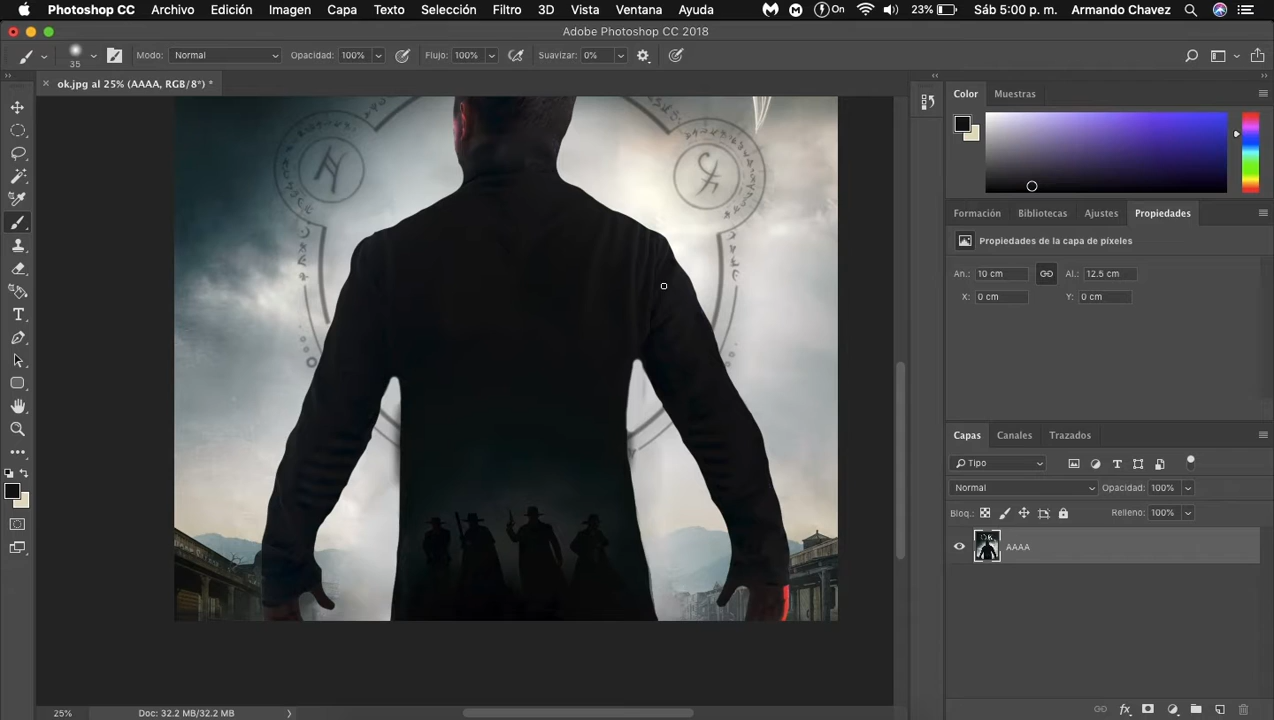 Photoshop CC Archivo Edición Imagen Capa Texto Selección Filtro 3D Vista Ventana Ayuda On 23% Sáb 5:00 p. m. Armando Chavez
Adobe Photoshop CC 2018
35 Modo: Normal Opacidad: 100% Flujo: 100% Suavizar: 0%
ok.jpg al 25% (AAAA, RGB/8*) *
Color Muestras
Formación Bibliotecas Ajustes Propiedades
Propiedades de la capa de píxeles
An.: 10 cm Al.: 12.5 cm
X: 0 cm Y: 0 cm
Capas Canales Trazados
Tipo
Normal Opacidad: 100%
Bloq.: Relleno: 100%
AAAA
25% Doc: 32.2 MB/32.2 MB